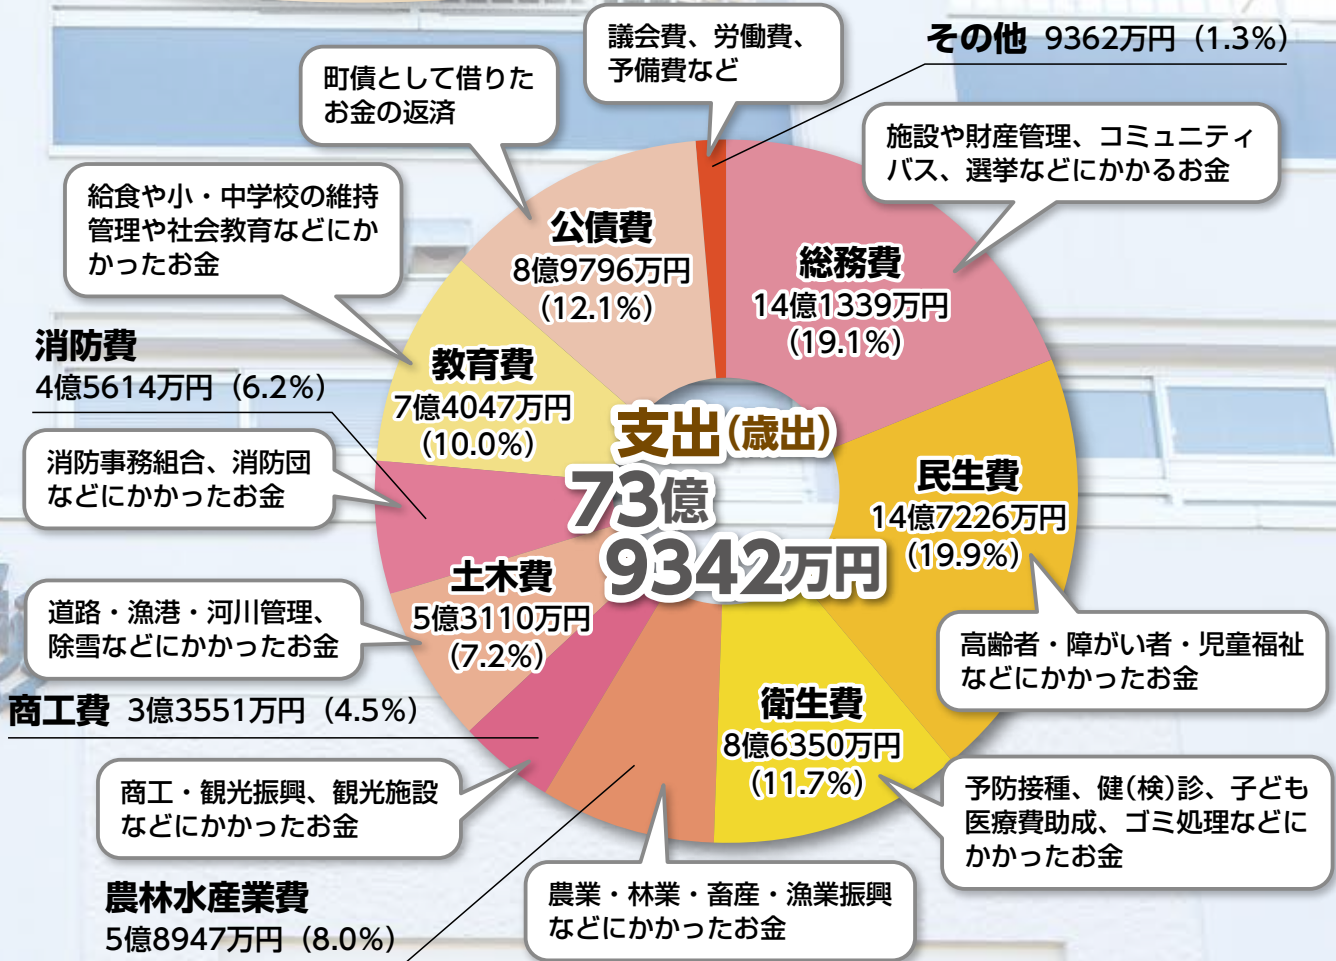 議会費、労働費、
予備費など
その他 9362万円（1.3%）
町債として借りた
お金の返済
施設や財産管理、コミュニティ
バス、選挙などにかかるお金
給食や小・中学校の維持
管理や社会教育などにか
かったお金
公債費
8億9796万円
（12.1%）
総務費
14億1339万円
（19.1%）
消防費
4億5614万円（6.2%）
教育費
7億4047万円
（10.0%）
支出（歳出）
73億
9342万円
消防事務組合、消防団
などにかかったお金
民生費
14億7226万円
（19.9%）
土木費
5億3110万円
（7.2%）
道路・漁港・河川管理、
除雪などにかかったお金
高齢者・障がい者・児童福祉
などにかかったお金
商工費 3億3551万円（4.5%）
衛生費
8億6350万円
（11.7%）
商工・観光振興、観光施設
などにかかったお金
予防接種、健（検）診、子ども
医療費助成、ゴミ処理などに
かかったお金
農林水産業費
5億8947万円（8.0%）
農業・林業・畜産・漁業振興
などにかかったお金